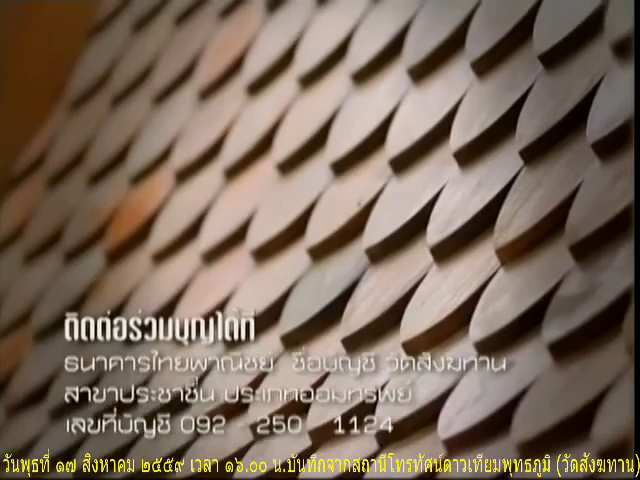 ติดต่อร่วมบุญได้ที่
ธนาคารไทยพาณิชย์ ชื่อบัญชี วัดสังฆทาน
สาขาประชาชื่น ประเภทออมทรัพย์
เลขที่บัญชี 092 - 250 - 1124
วันพุธที่ ๑๗ สิงหาคม ๒๕๕๙ เวลา ๑๖.๐๐ น.บันทึกจากสถานีโทรทัศน์ดาวเทียมพุทธภูมิ (วัดสังฆทาน)